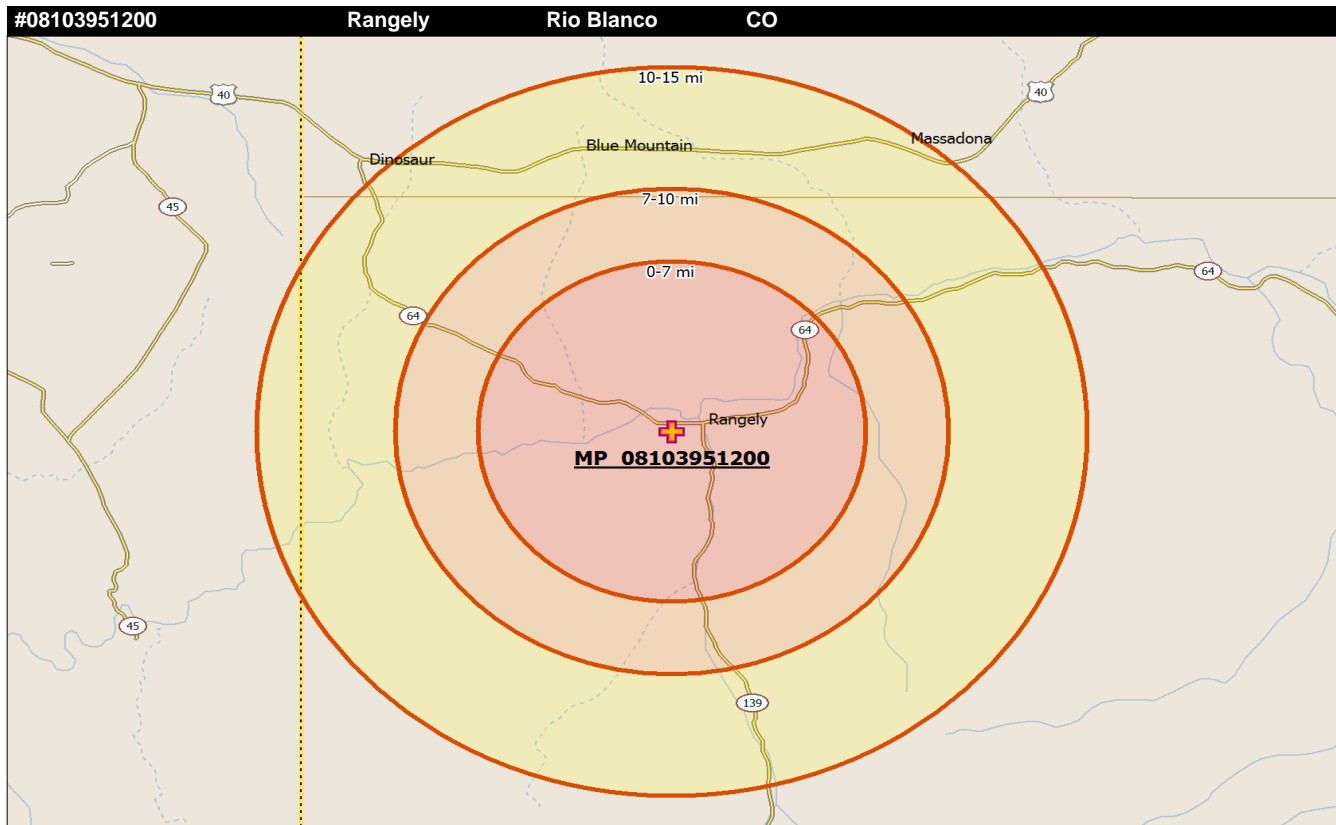 #08103951200 Rangely Rio Blanco CO
10-15 mi
40
40
Massadona
Blue Mountain
Dinosaur
7-10 mi
45
0-7 mi
64
64
64
Rangely
MP 08103951200
45
139